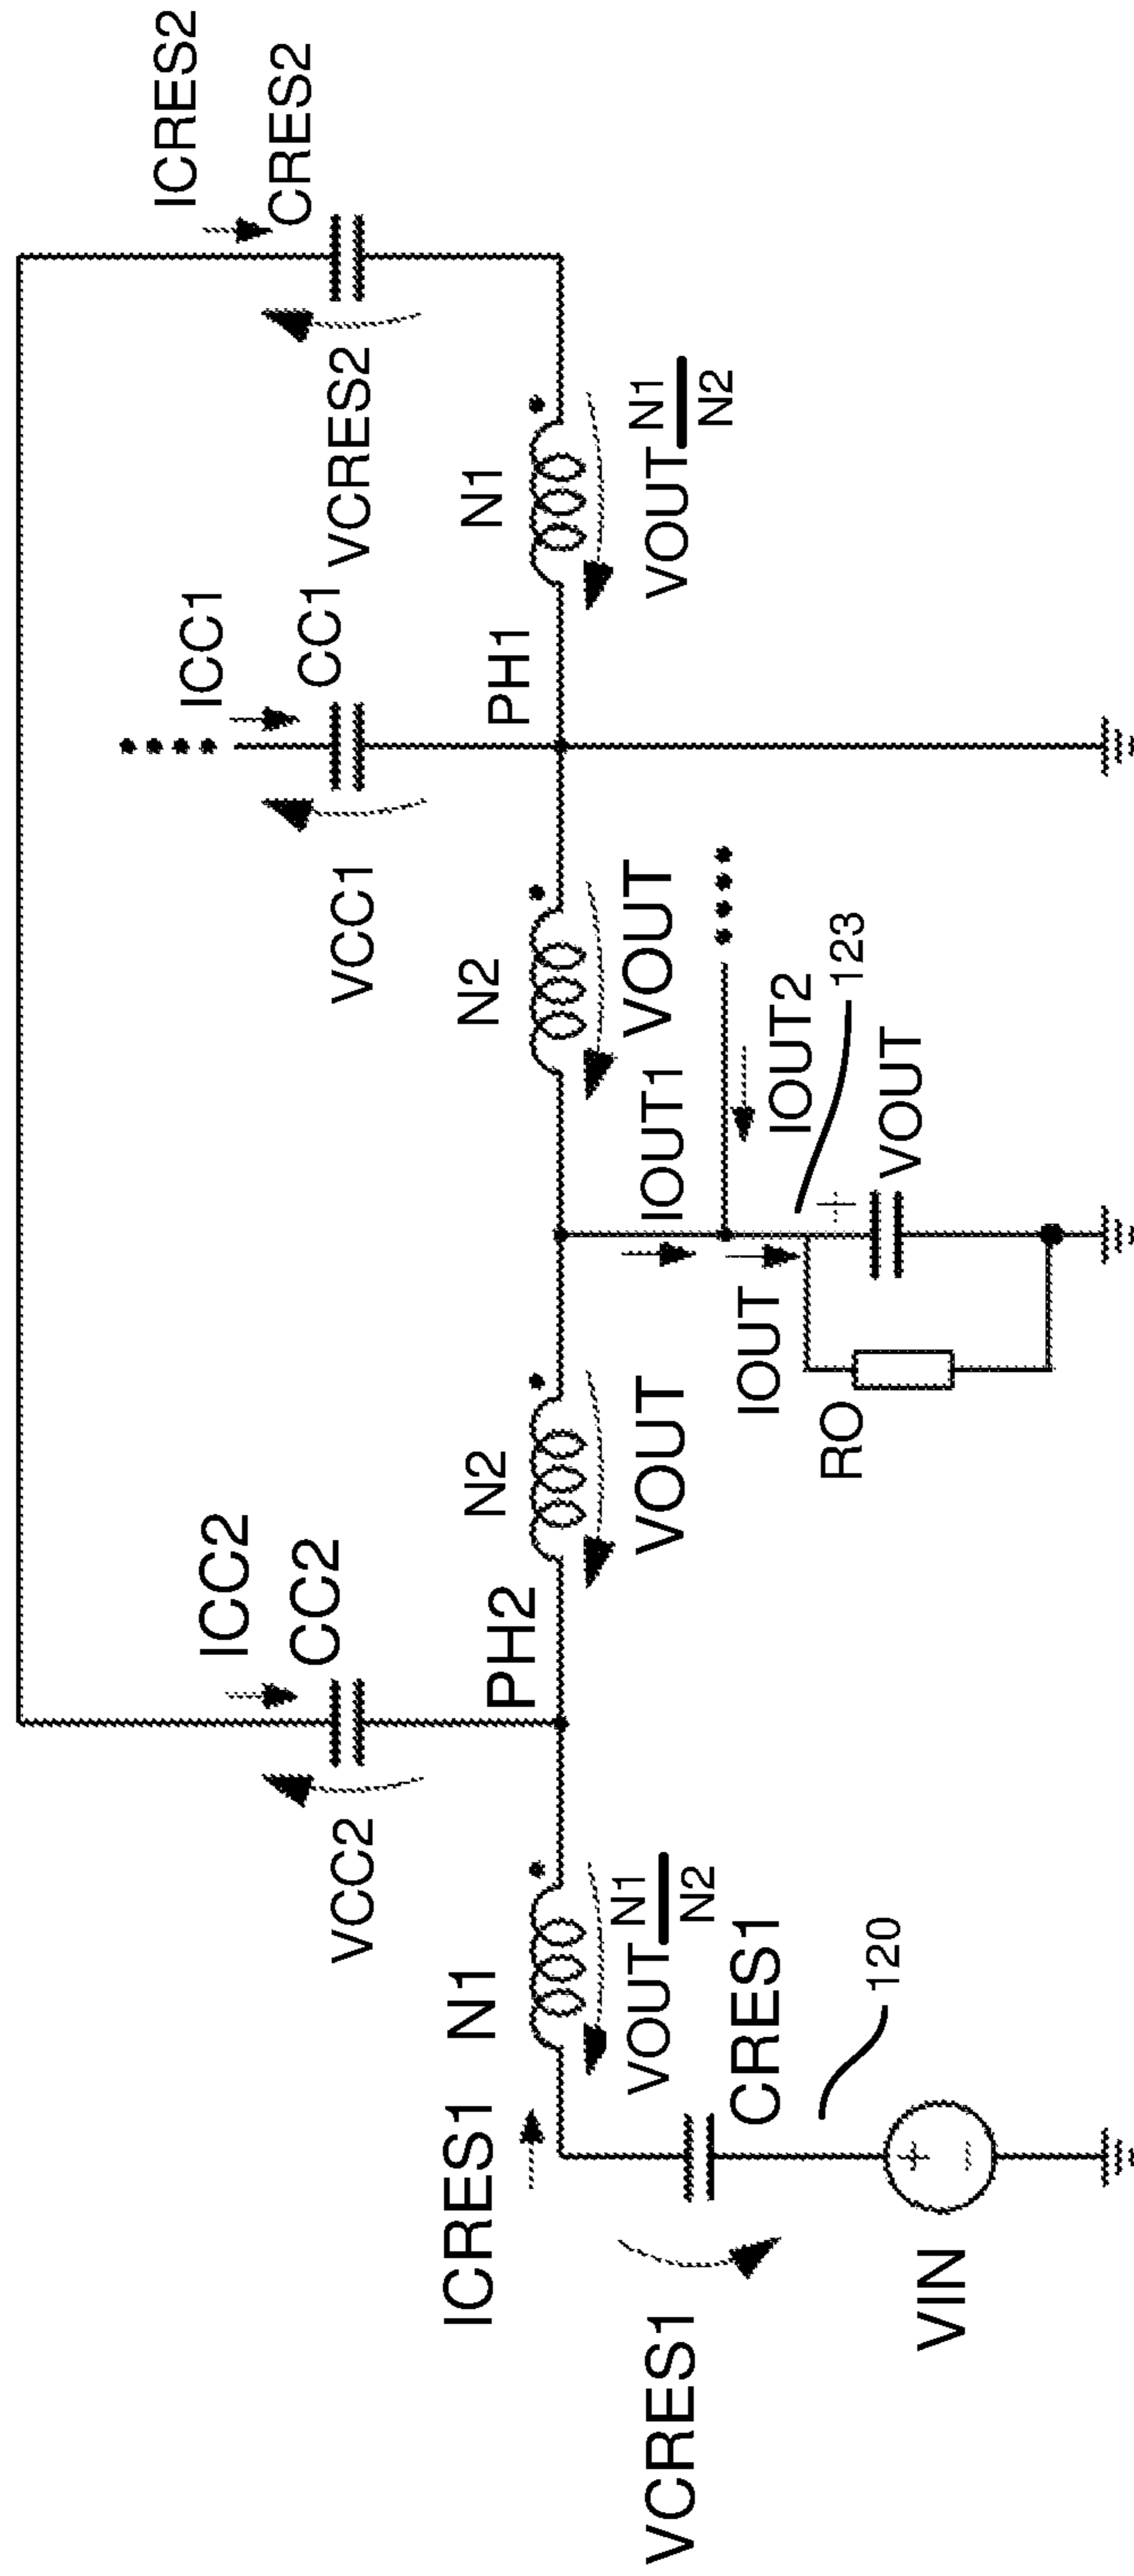 ICRES2
CRES2
VCRES2
N1
VOUT N1
N2
ICC1
CC1
VCC1
PH1
N2
VOUT
IOUT1
IOUT2
123
VOUT
+
IOUT
RO
N2
VOUT
ICC2
CC2
VCC2
PH2
N1
VOUT N1
N2
ICRES1
CRES1
VCRES1
120
+
−
VIN